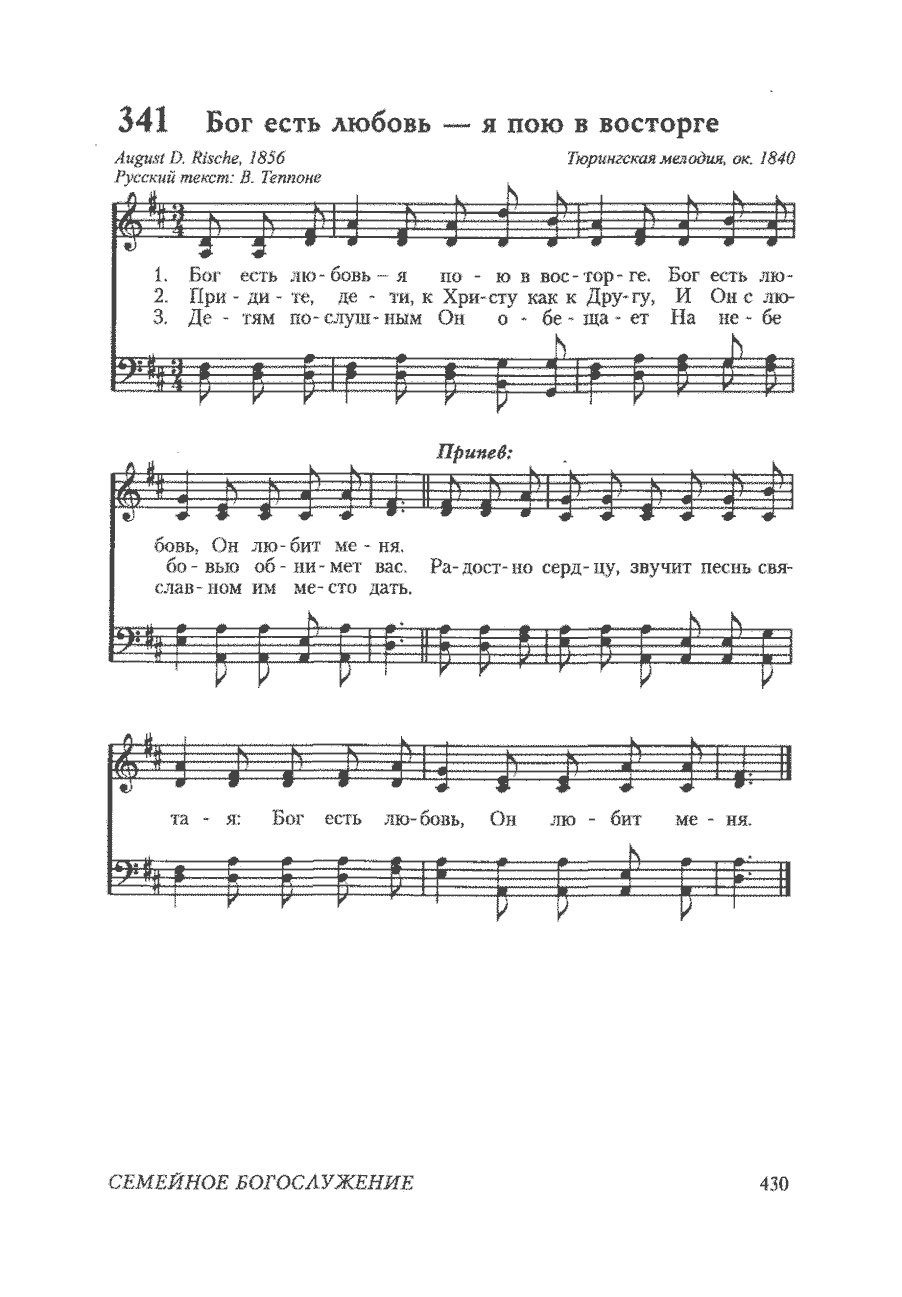 341 Бог есть любовь — я пою в восторге
August D. Rische, 1856
Тюрингская мелодия, ок. 1840
Русский текст: В. Теппоне
1. Бог есть лю-бовь – я по - ю в вос-тор-ге. Бог есть лю-
2. При - ди - те, де - ти, к Хри-сту как к Дру-гу, И Он с лю-
3. Де - тям по-слуш-ным Он о - бе-ща-ет На не-бе
Припев:
бовь, Он лю-бит ме - ня.
бо - вью об - ни-мет вас. Ра-дост-но серд-цу, звучит песнь свя-
слав-ном им ме-сто дать.
та - я: Бог есть лю-бовь, Он лю - бит ме - ня.
СЕМЕЙНОЕ БОГОСЛУЖЕНИЕ 430